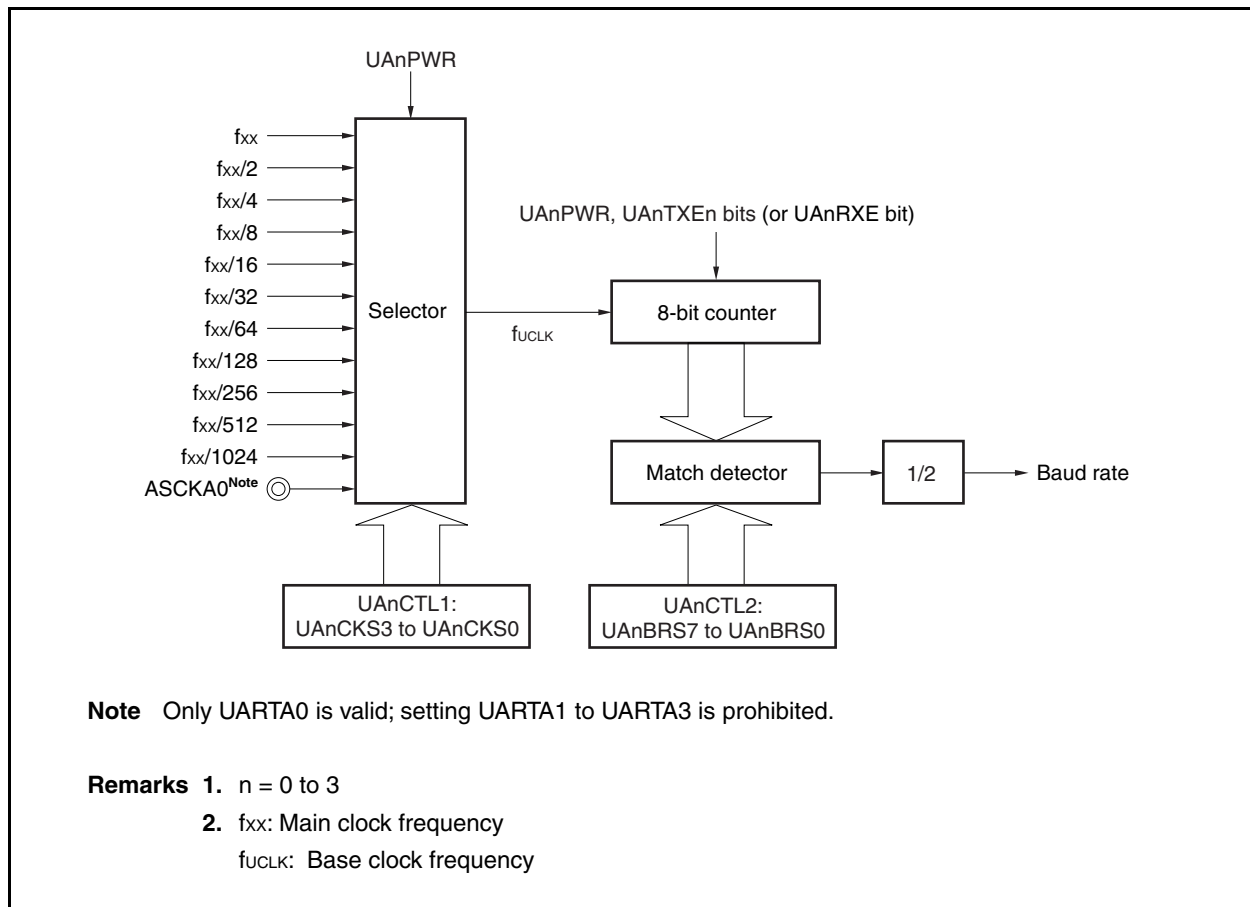 UAnPWR
fxx
fxx/2
fxx/4
fxx/8
fxx/16
fxx/32
fxx/64
fxx/128
fxx/256
fxx/512
fxx/1024
ASCKA0Note
Selector
fUCLK
UAnPWR, UAnTXEn bits (or UAnRXE bit)
8-bit counter
Match detector
1/2
Baud rate
UAnCTL1:
UAnCKS3 to UAnCKS0
UAnCTL2:
UAnBRS7 to UAnBRS0
Note Only UARTA0 is valid; setting UARTA1 to UARTA3 is prohibited.
Remarks 1. n = 0 to 3
2. fxx: Main clock frequency
fUCLK: Base clock frequency